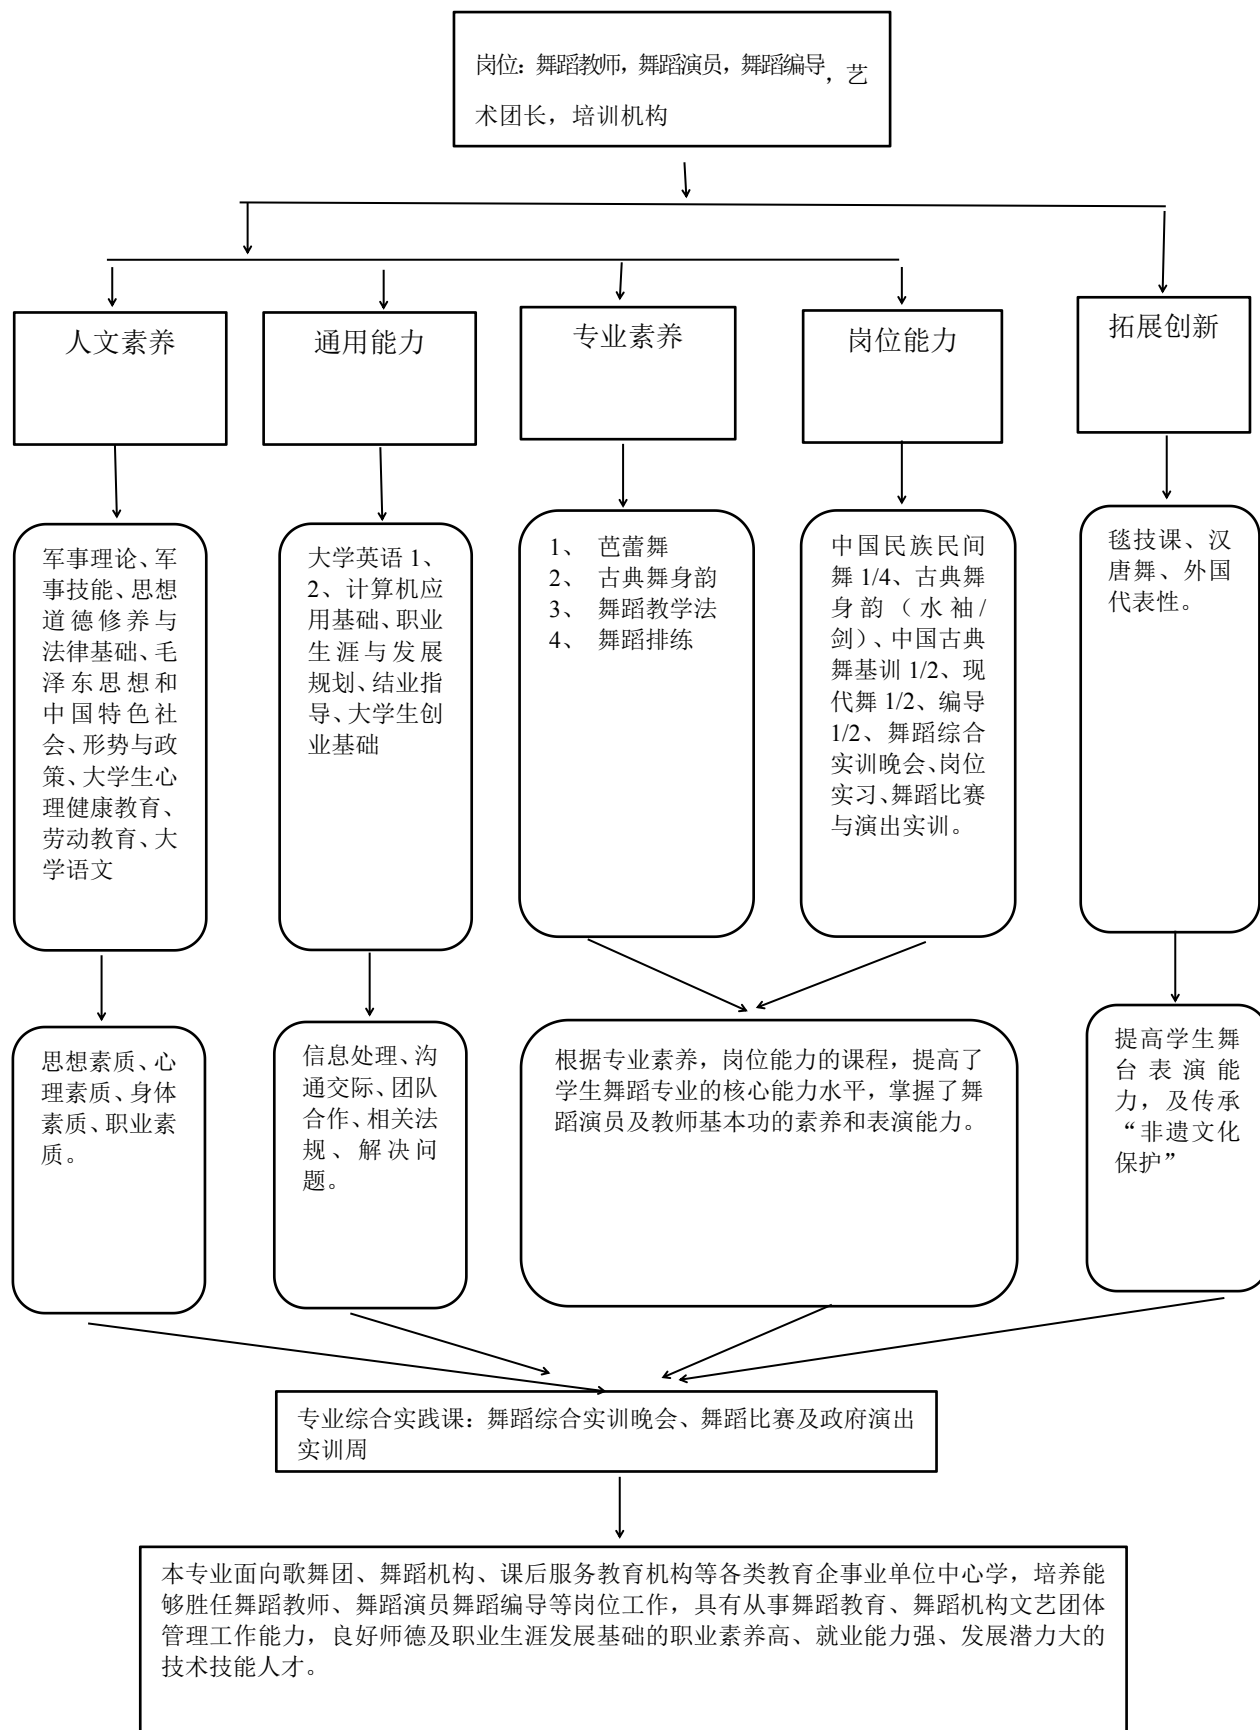 岗位：舞蹈教师，舞蹈演员，舞蹈编导，艺
术团长，培训机构
人文素养
通用能力
专业素养
岗位能力
拓展创新
军事理论、军
事技能、思想
道德修养与
法律基础、毛
泽东思想和
中国特色社
会、形势与政
策、大学生心
理健康教育、
劳动教育、大
学语文
大学英语 1、
2、计算机应
用基础、职业
生涯与发展
规划、结业指
导、大学生创
业基础
1、 芭蕾舞
2、 古典舞身韵
3、 舞蹈教学法
4、 舞蹈排练
中国民族民间
舞 1/4、古典舞
身韵（水袖/
剑）、中国古典
舞基训 1/2、现
代舞 1/2、编导
1/2、舞蹈综合
实训晚会、岗位
实习、舞蹈比赛
与演出实训。
毯技课、汉
唐舞、外国
代表性。
思想素质、心
理素质、身体
素质、职业素
质。
信息处理、沟
通交际、团队
合作、相关法
规、解决问
题。
根据专业素养，岗位能力的课程，提高了
学生舞蹈专业的核心能力水平，掌握了舞
蹈演员及教师基本功的素养和表演能力。
提高学生舞
台表演能
力，及传承
“非遗文化
保护”
专业综合实践课：舞蹈综合实训晚会、舞蹈比赛及政府演出
实训周
本专业面向歌舞团、舞蹈机构、课后服务教育机构等各类教育企事业单位中心学，培养能
够胜任舞蹈教师、舞蹈演员舞蹈编导等岗位工作，具有从事舞蹈教育、舞蹈机构文艺团体
管理工作能力，良好师德及职业生涯发展基础的职业素养高、就业能力强、发展潜力大的
技术技能人才。